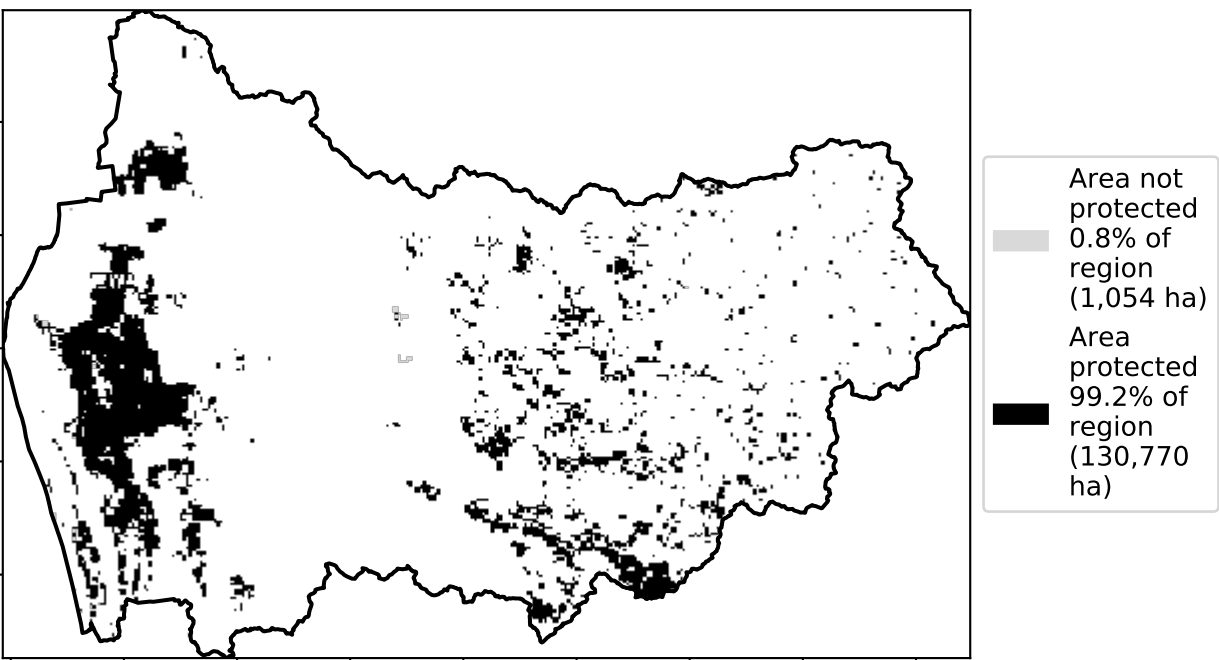 Area not
protected
0.8% of
region
(1,054 ha)
Area
protected
99.2% of
region
(130,770
ha)